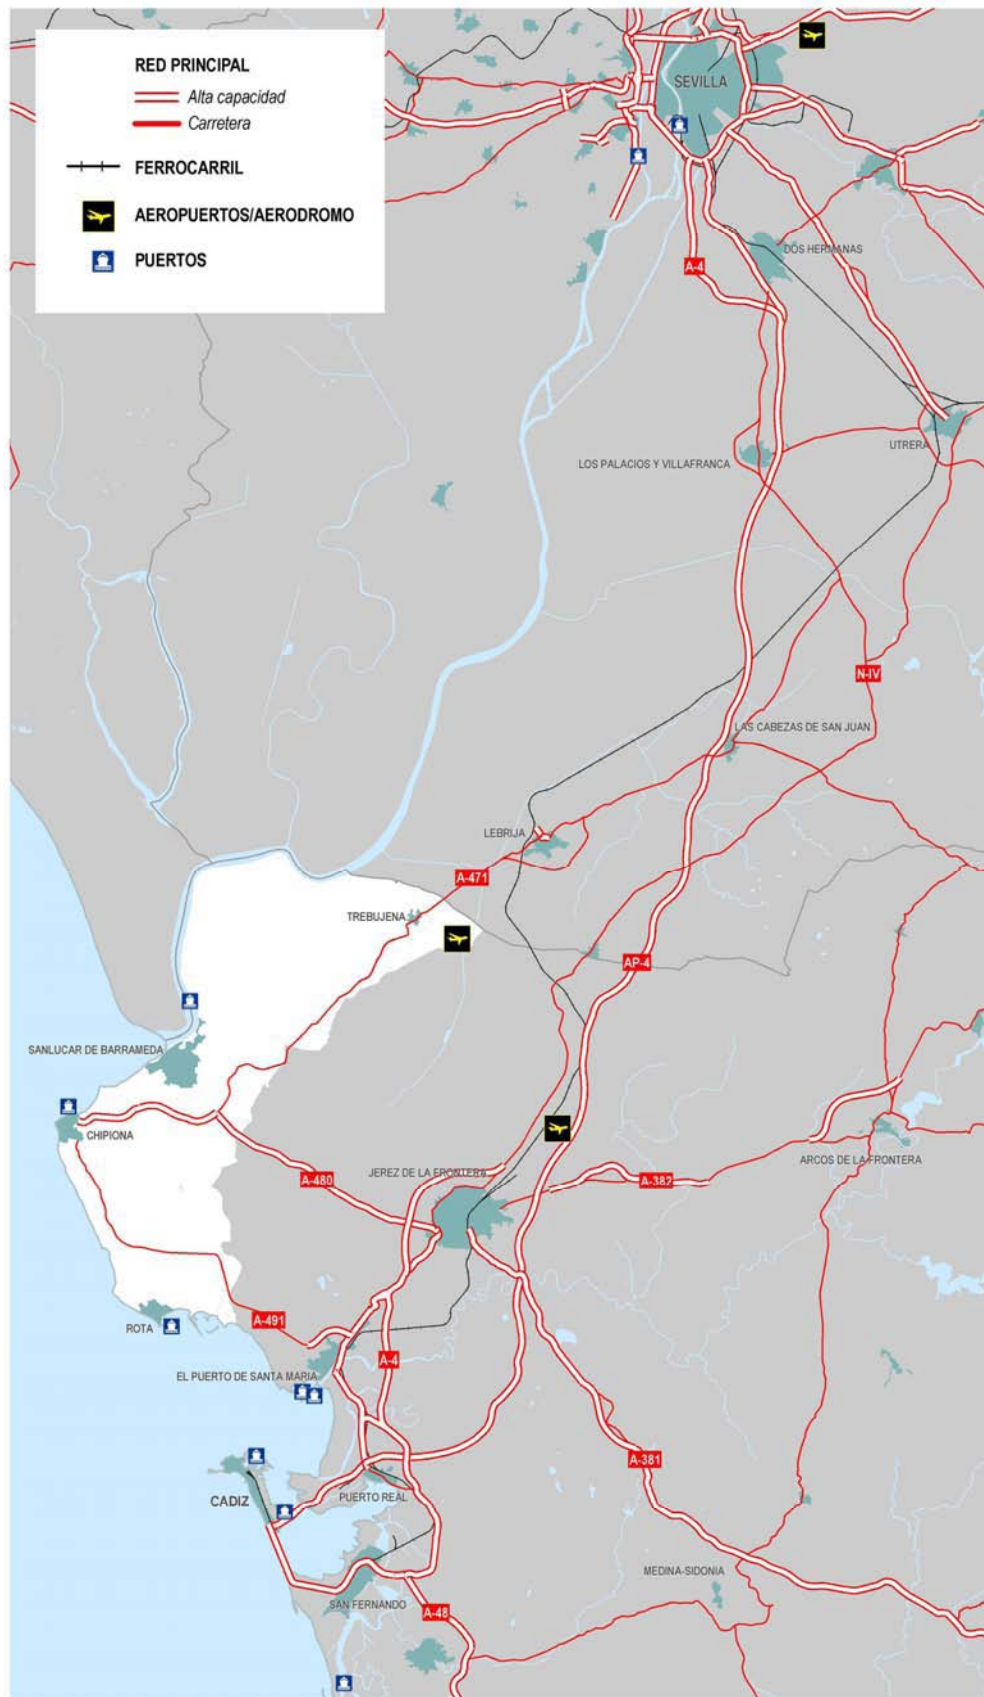 RED PRINCIPAL
Alta capacidad
Carretera
FERROCARRIL
AEROPUERTOS/AERODROMO
PUERTOS
SEVILLA
DOS HERMANAS
A-4
UTRERA
LOS PALACIOS Y VILLAFRANCA
N-IV
LAS CABEZAS DE SAN JUAN
LEBRIJA
A-471
TREBUJENA
AP-4
SANLUCAR DE BARRAMEDA
CHIPIONA
JEREZ DE LA FRONTERA
A-480
A-382
ARCOS DE LA FRONTERA
ROTA
A-491
A-4
EL PUERTO DE SANTA MARIA
A-381
CADIZ
PUERTO REAL
MEDINA-SIDONIA
SAN FERNANDO
A-48